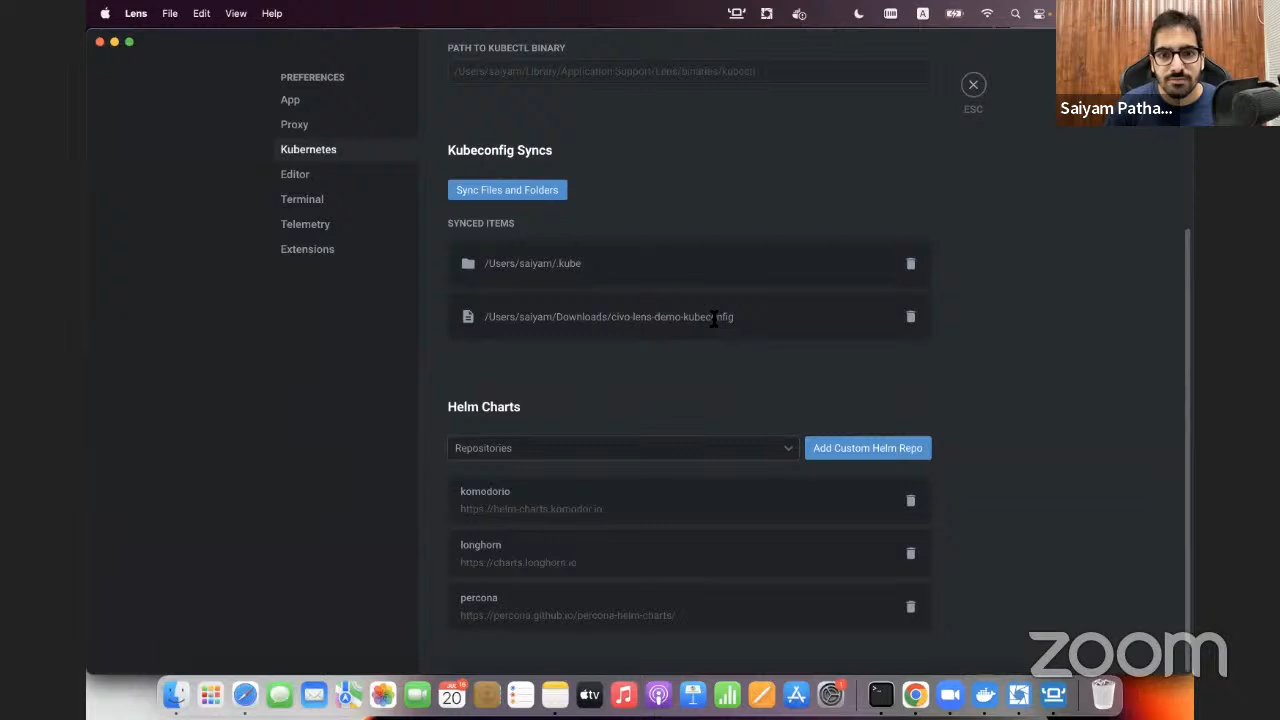 Lens File Edit View Help
A
PATH TO KUBECTL BINARY
/Users/saiyam/Library/Application Support/Lens/binaries/kubectl
ESC
Saiyam Patha...
PREFERENCES
App
Proxy
Kubernetes
Editor
Terminal
Telemetry
Extensions
Kubeconfig Syncs
Sync Files and Folders
SYNCED ITEMS
/Users/saiyam/.kube
/Users/saiyam/Downloads/civo-lens-demo-kubeconfig
Helm Charts
Repositories
Add Custom Helm Repo
komodorio
https://helm-charts.komodor.io
longhorn
https://charts.longhorn.io
percona
https://percona.github.io/percona-helm-charts/
zoom
20
tv